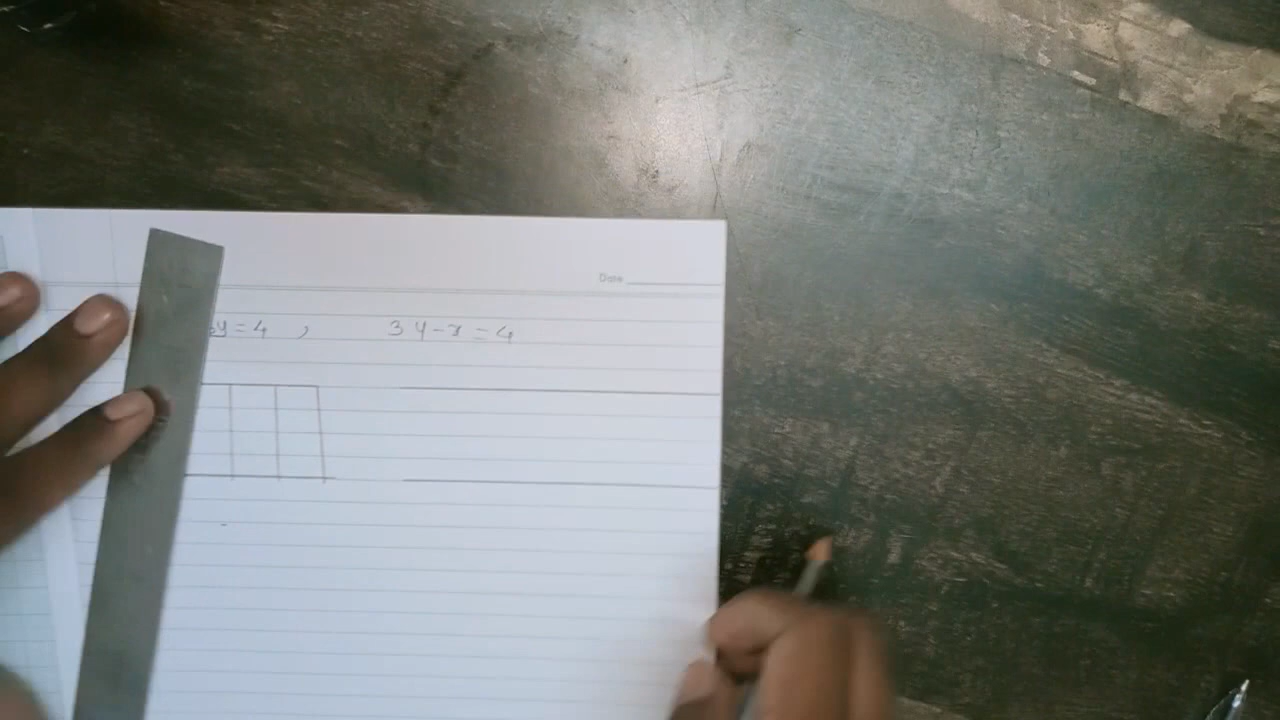 Date
y = 4 , 3y - x = 4